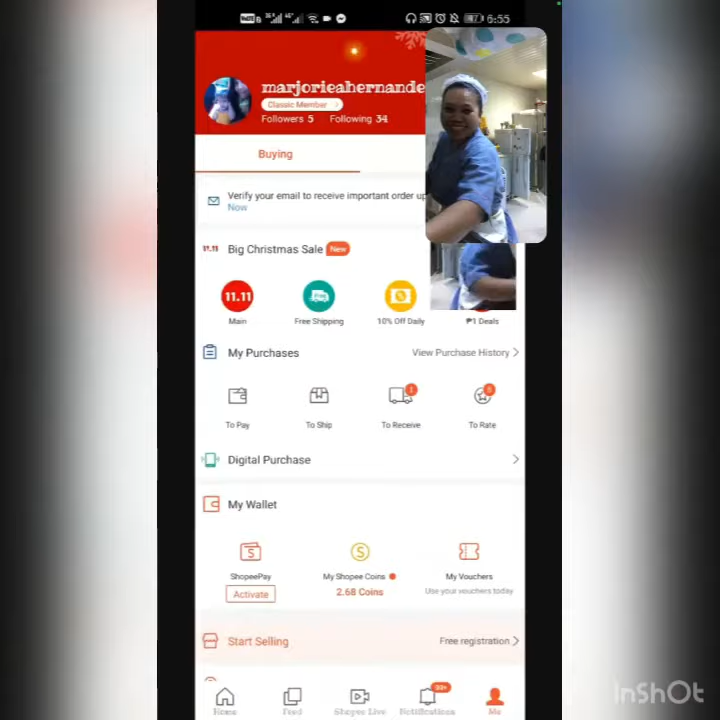 6:55
marjorieahernande
Classic Member
Followers 5 Following 34
Buying
Verify your email to receive important order up
Now
11.11 Big Christmas Sale New
11.11
Main Free Shipping 10% Off Daily ₱1 Deals
My Purchases View Purchase History
1
To Pay To Ship To Receive To Rate
Digital Purchase
My Wallet
ShopeePay My Shopee Coins My Vouchers
Activate 2.68 Coins Use your vouchers today
Start Selling Free registration
99+
Home Feed Shopee Live Notifications Me
InShOt